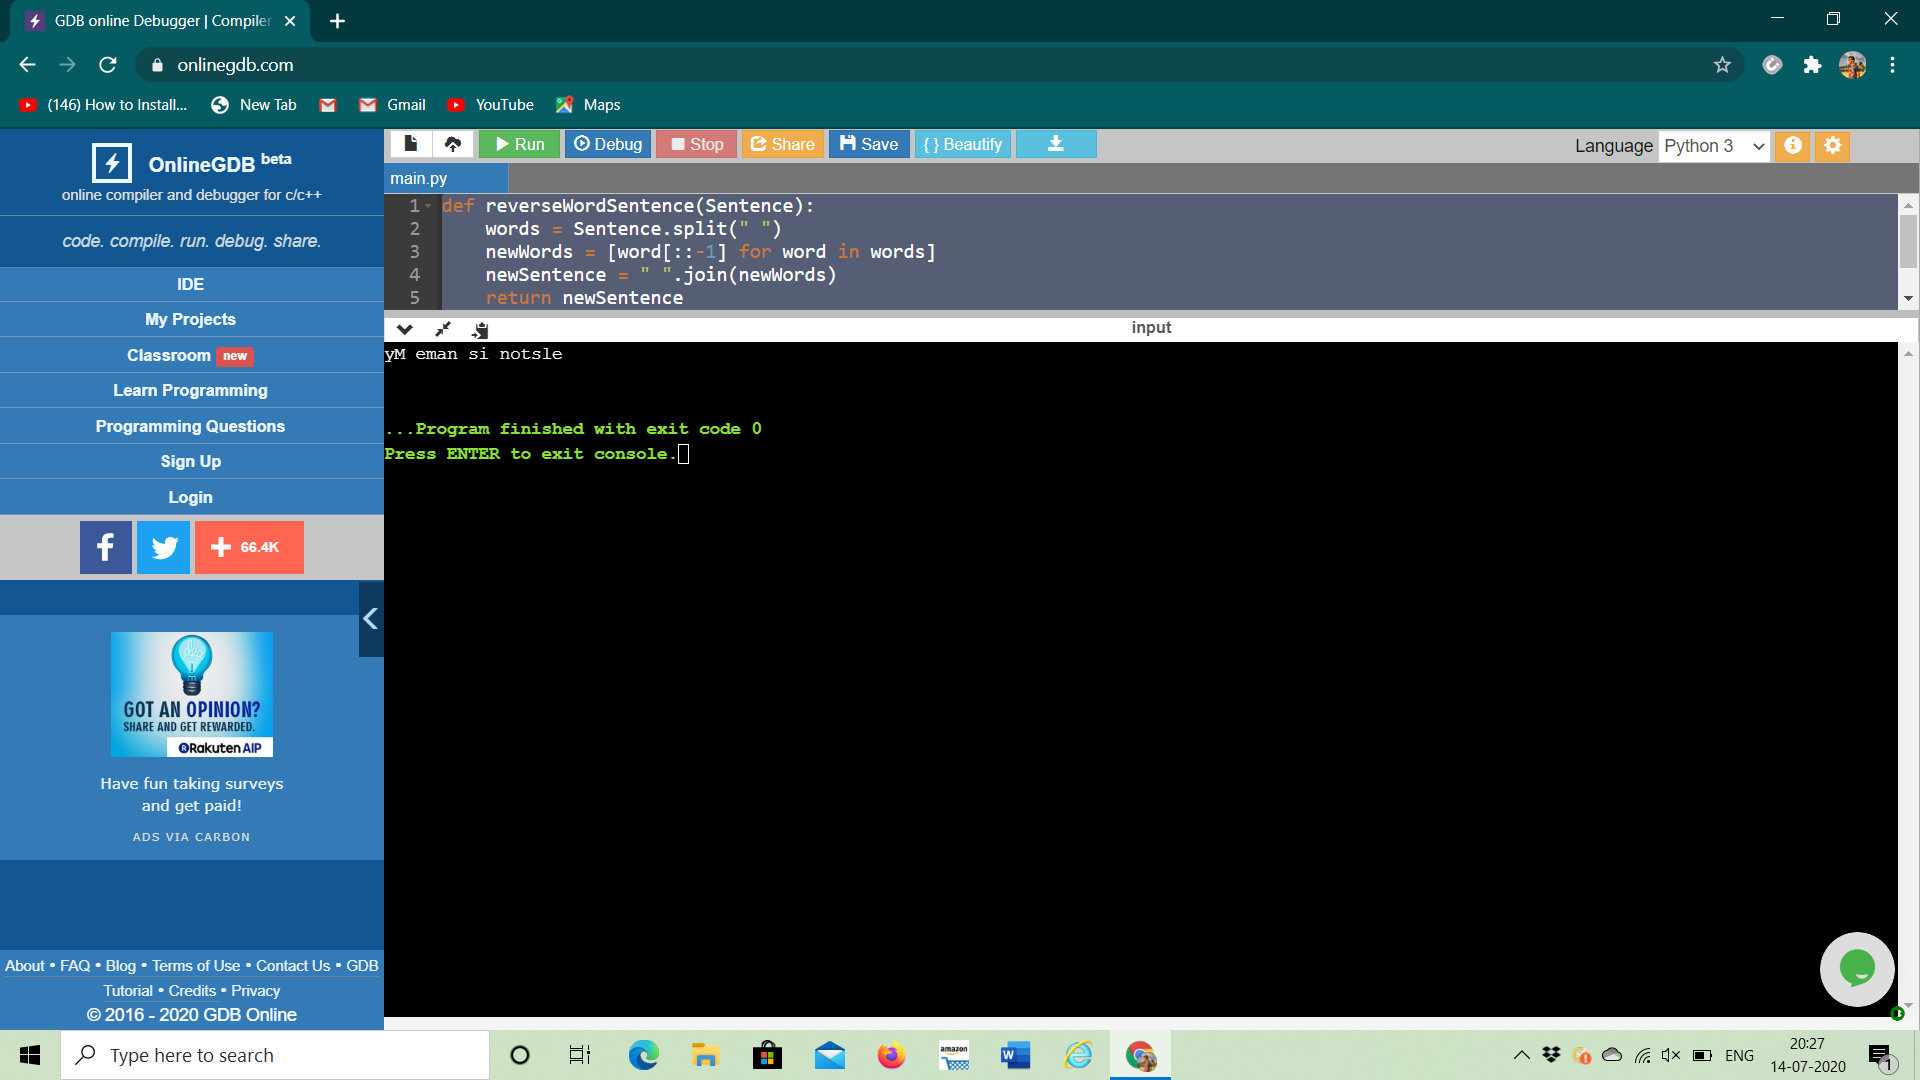 GDB online Debugger | Compiler
onlinegdb.com
(146) How to Install... New Tab Gmail YouTube Maps
OnlineGDB beta
online compiler and debugger for c/c++
code. compile. run. debug. share.
IDE
My Projects
Classroom new
Learn Programming
Programming Questions
Sign Up
Login
66.4K
GOT AN OPINION?
SHARE AND GET REWARDED.
Rakuten AIP
Have fun taking surveys
and get paid!
ADS VIA CARBON
About • FAQ • Blog • Terms of Use • Contact Us • GDB
Tutorial • Credits • Privacy
© 2016 - 2020 GDB Online
Run Debug Stop Share Save { } Beautify Language Python 3
main.py
1 def reverseWordSentence(Sentence):
2 words = Sentence.split(" ")
3 newWords = [word[::-1] for word in words]
4 newSentence = " ".join(newWords)
5 return newSentence
input
yM eman si notsle
...Program finished with exit code 0
Press ENTER to exit console.
Type here to search
amazon
W
ENG
20:27
14-07-2020
1